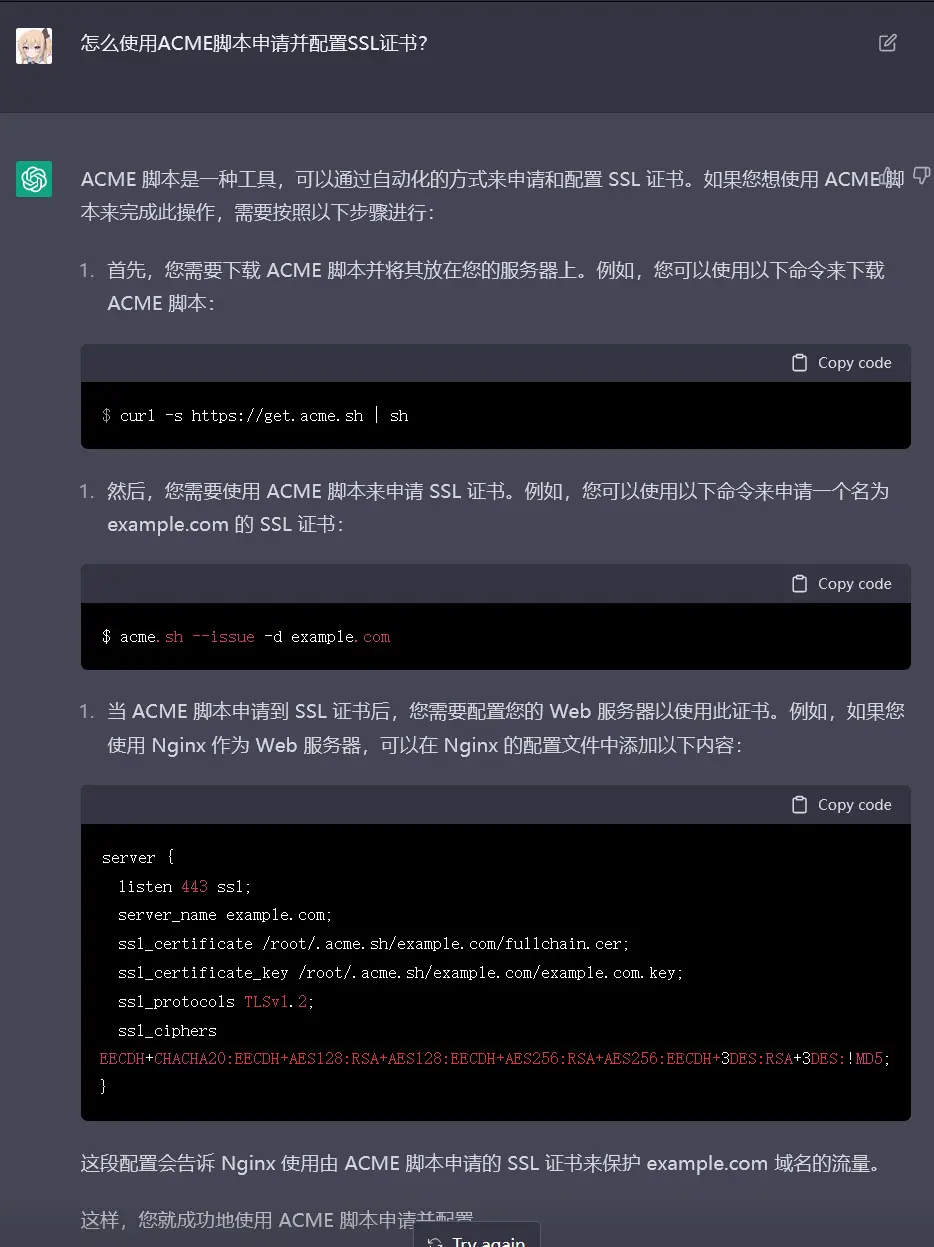 怎么使用ACME脚本申请并配置SSL证书?
ACME 脚本是一种工具，可以通过自动化的方式来申请和配置 SSL 证书。如果您想使用 ACME 脚
本来完成此操作，需要按照以下步骤进行：
1. 首先，您需要下载 ACME 脚本并将其放在您的服务器上。例如，您可以使用以下命令来下载
ACME 脚本：
Copy code
$ curl -s https://get.acme.sh | sh
1. 然后，您需要使用 ACME 脚本来申请 SSL 证书。例如，您可以使用以下命令来申请一个名为
example.com 的 SSL 证书：
Copy code
$ acme.sh --issue -d example.com
1. 当 ACME 脚本申请到 SSL 证书后，您需要配置您的 Web 服务器以使用此证书。例如，如果您
使用 Nginx 作为 Web 服务器，可以在 Nginx 的配置文件中添加以下内容：
Copy code
server {
listen 443 ssl;
server_name example.com;
ssl_certificate /root/.acme.sh/example.com/fullchain.cer;
ssl_certificate_key /root/.acme.sh/example.com/example.com.key;
ssl_protocols TLSv1.2;
ssl_ciphers
EECDH+CHACHA20:EECDH+AES128:RSA+AES128:EECDH+AES256:RSA+AES256:EECDH+3DES:RSA+3DES:!MD5;
}
这段配置会告诉 Nginx 使用由 ACME 脚本申请的 SSL 证书来保护 example.com 域名的流量。
这样，您就成功地使用 ACME 脚本申请并配置
Try again